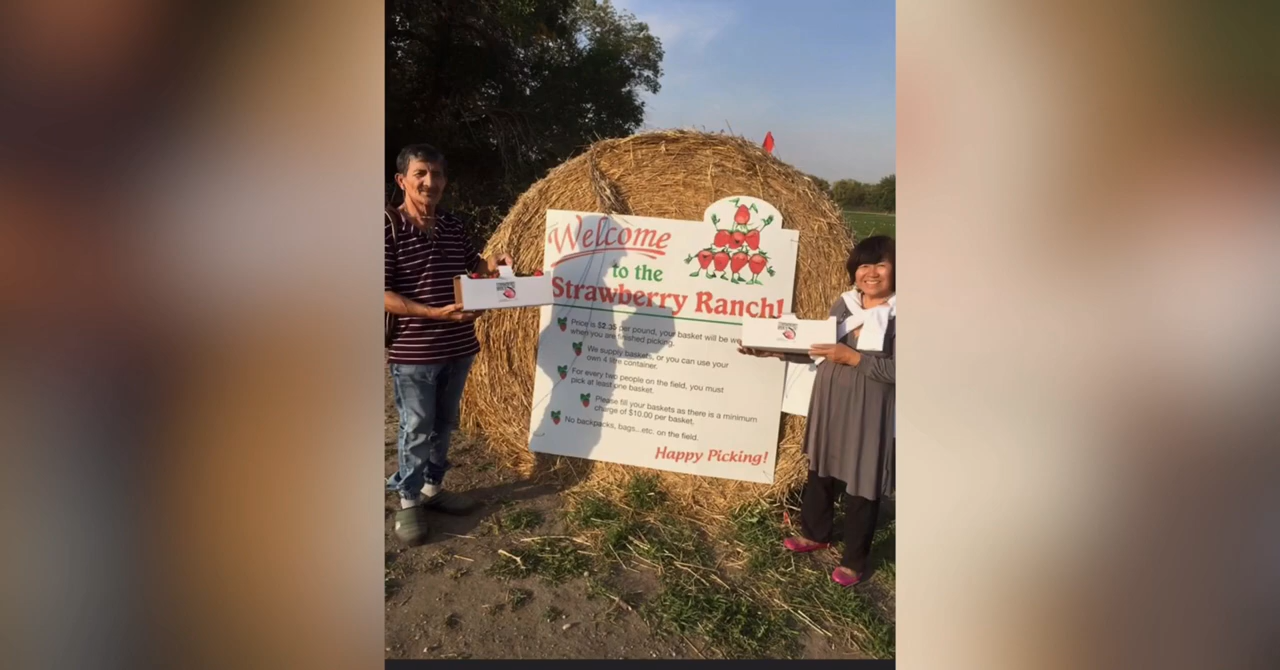 Welcome
to the
Strawberry Ranch!
Price is $2.35 per pound, your basket will be
when you are finished picking.
We supply baskets, or you can use your
own 4 litre container.
For every two people on the field, you must
pick at least one basket.
Please fill your baskets as there is a minimum
charge of $10.00 per basket.
No backpacks, bags...etc. on the field.
Happy Picking!